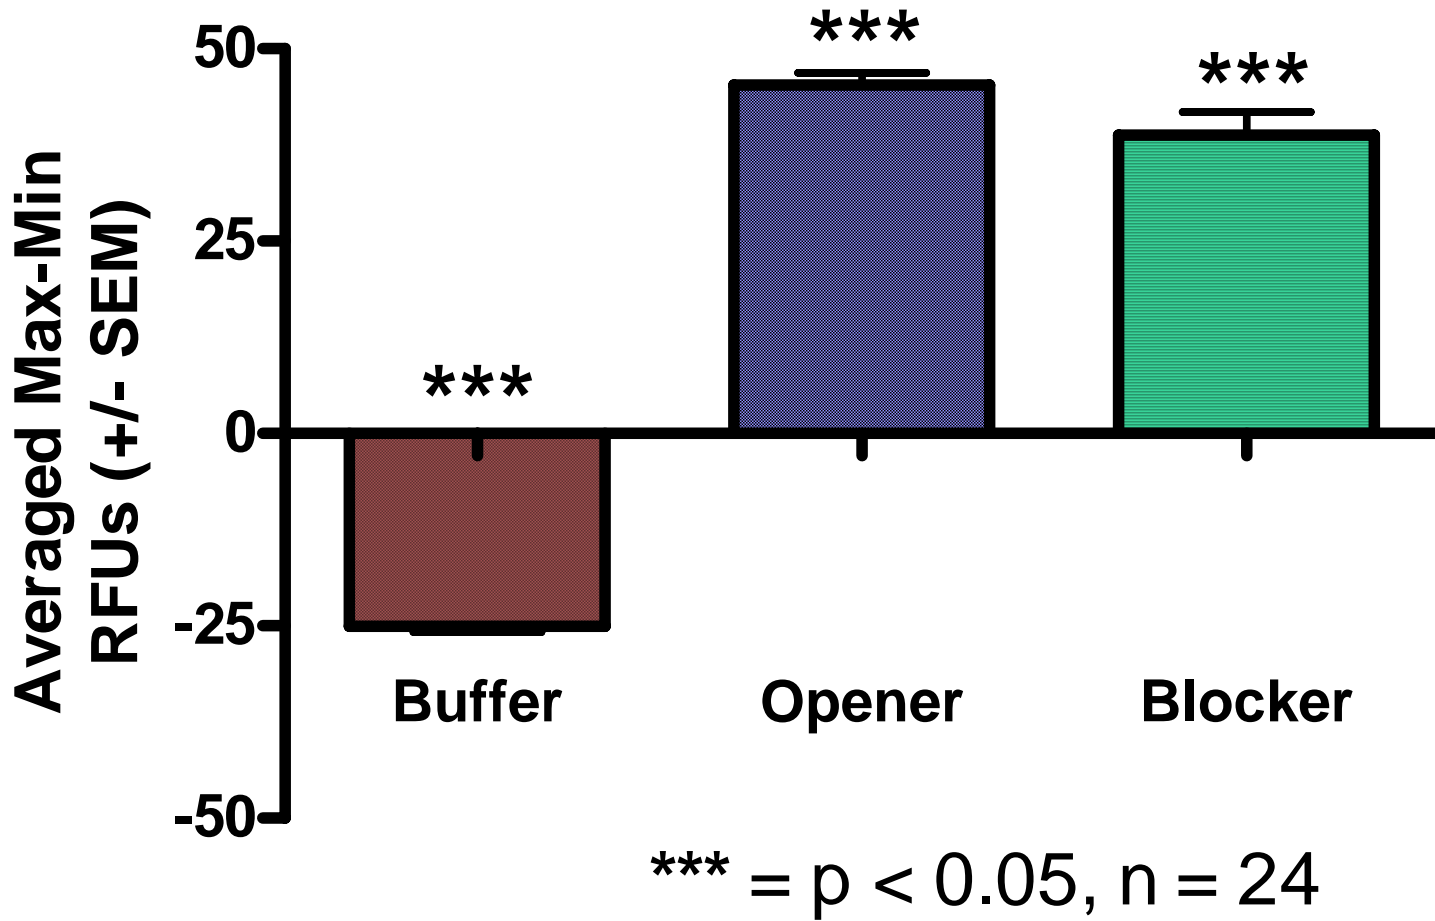 Averaged Max-Min
RFUs (+/- SEM)
50
25
0
-25
-50
***
***
***
Buffer
Opener
Blocker
*** = p < 0.05, n = 24